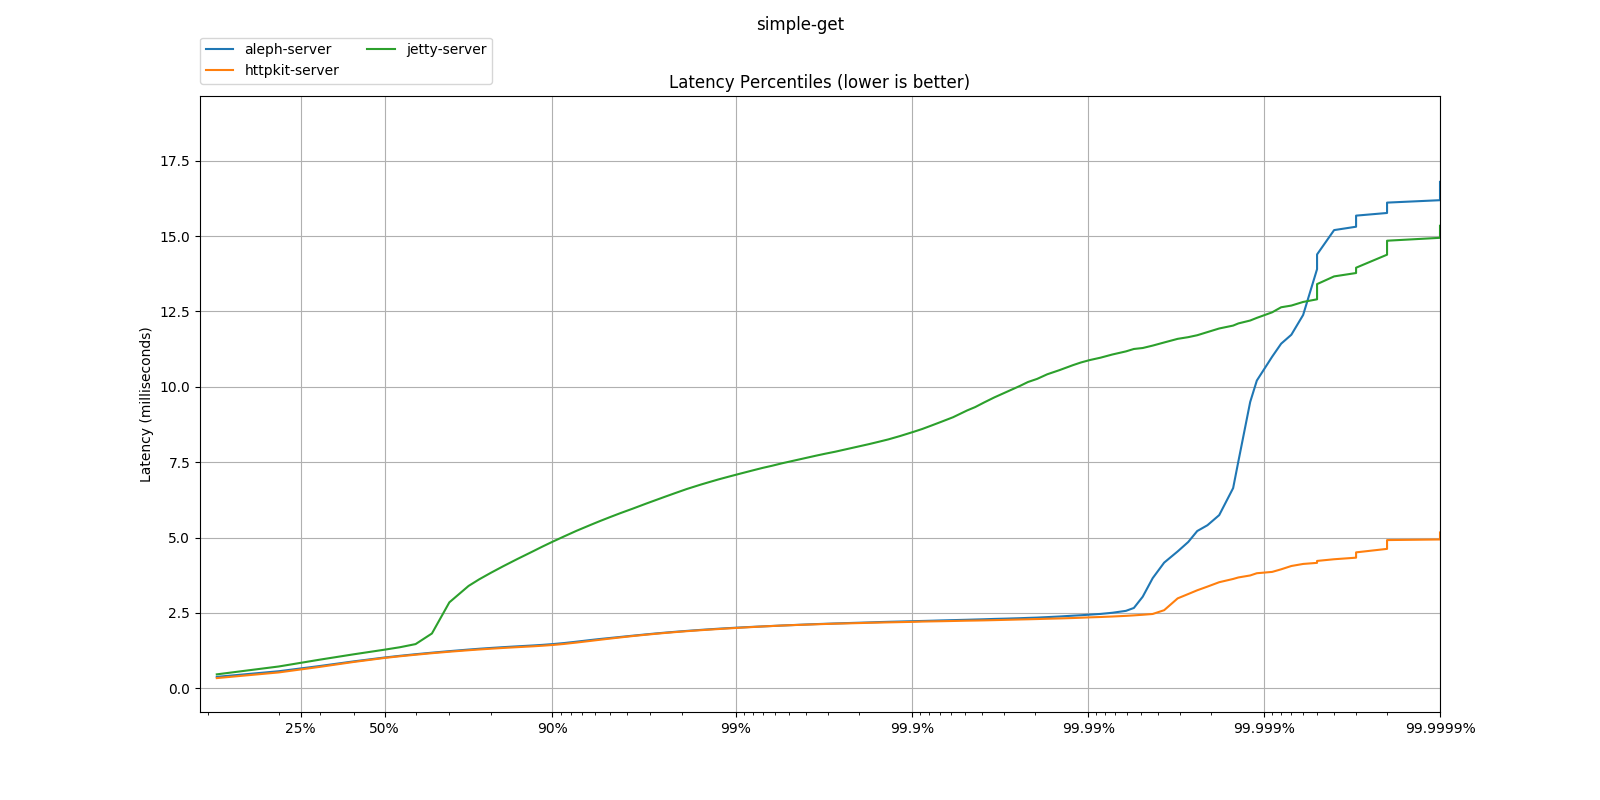 simple-get
aleph-server
jetty-server
httpkit-server
Latency Percentiles (lower is better)
Latency (milliseconds)
17.5
15.0
12.5
10.0
7.5
5.0
2.5
0.0
25% 50% 90% 99% 99.9% 99.99% 99.999% 99.9999%